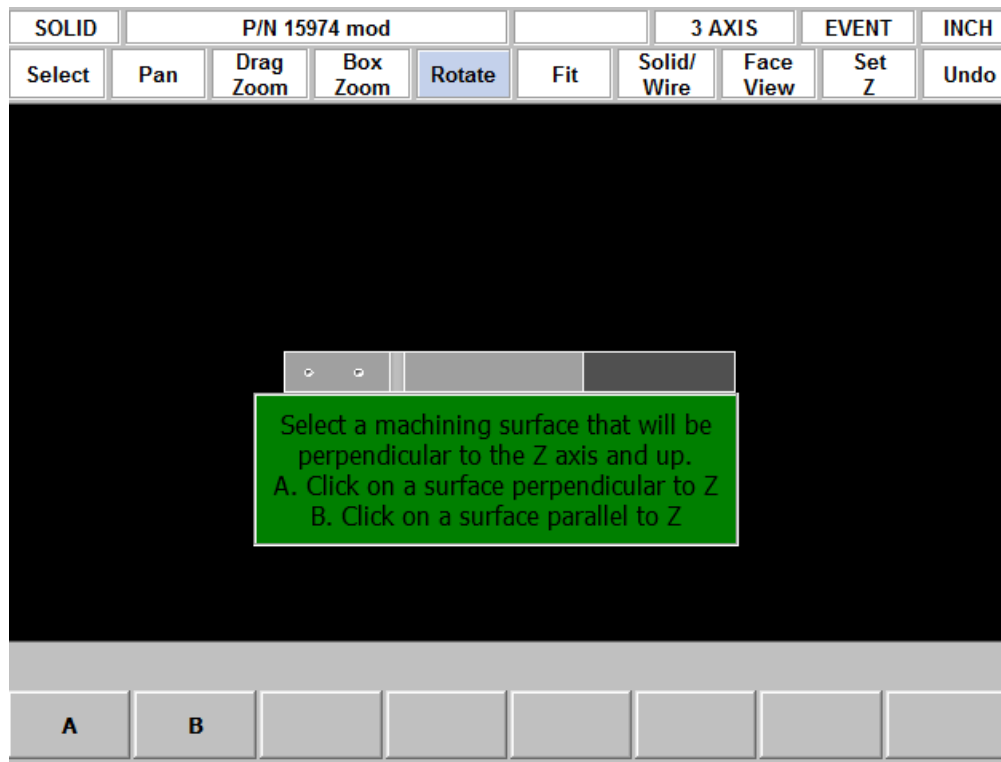 SOLID P/N 15974 mod 3 AXIS EVENT INCH
Select Pan Drag Zoom Box Zoom Rotate Fit Solid/ Wire Face View Set Z Undo
Select a machining surface that will be
perpendicular to the Z axis and up.
A. Click on a surface perpendicular to Z
B. Click on a surface parallel to Z
A B